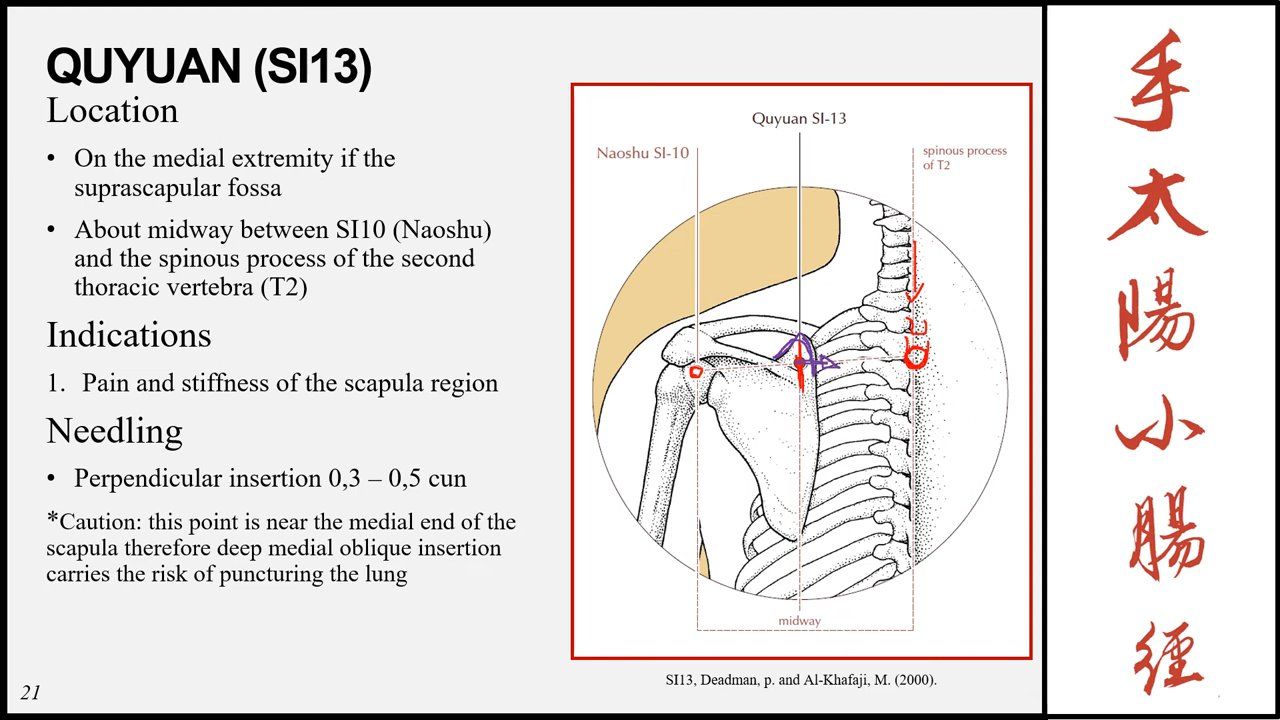 QUYUAN (SI13)
Location
• On the medial extremity if the
suprascapular fossa
• About midway between SI10 (Naoshu)
and the spinous process of the second
thoracic vertebra (T2)
Indications
1. Pain and stiffness of the scapula region
Needling
• Perpendicular insertion 0,3 – 0,5 cun
*Caution: this point is near the medial end of the
scapula therefore deep medial oblique insertion
carries the risk of puncturing the lung
21
Quyuan SI-13
Naoshu SI-10
spinous process
of T2
midway
SI13, Deadman, p. and Al-Khafaji, M. (2000).
手
太
陽
小
腸
經